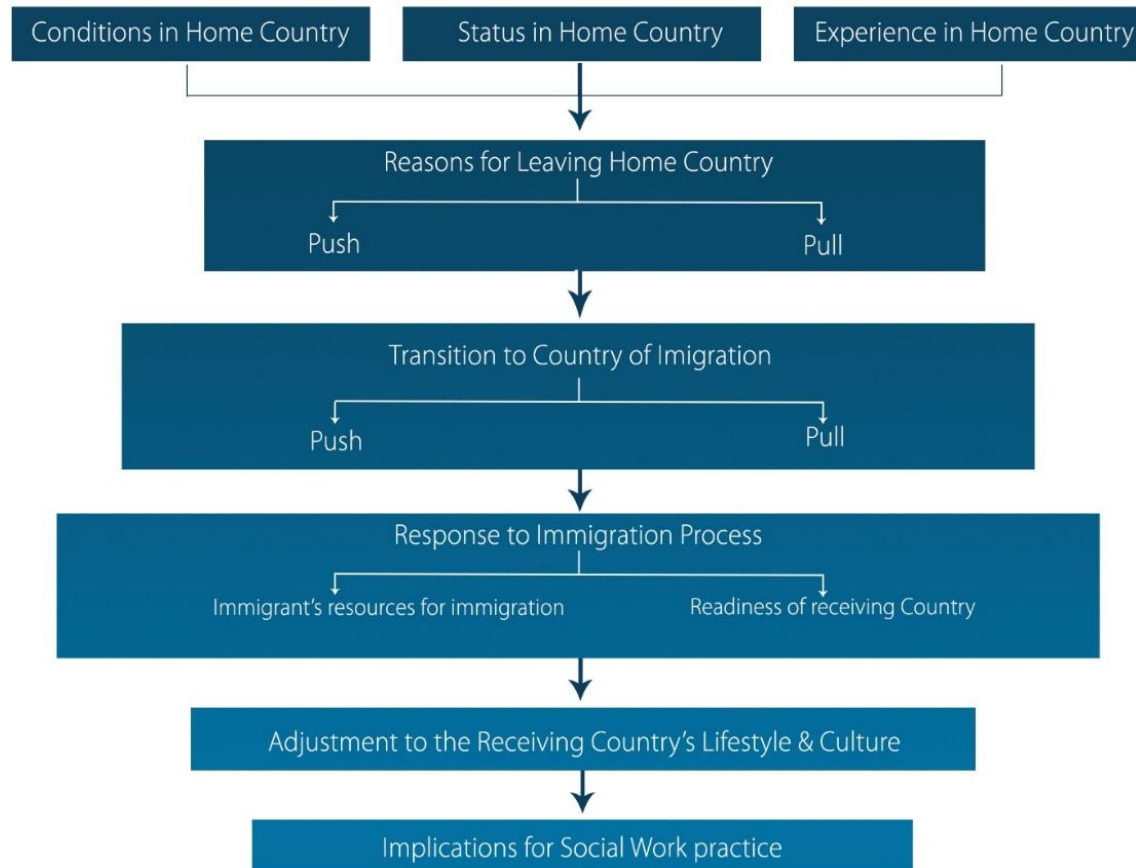 Conditions in Home Country
Status in Home Country
Experience in Home Country
Reasons for Leaving Home Country
Push
Pull
Transition to Country of Imigration
Push
Pull
Response to Immigration Process
Immigrant's resources for immigration
Readiness of receiving Country
Adjustment to the Receiving Country's Lifestyle & Culture
Implications for Social Work practice